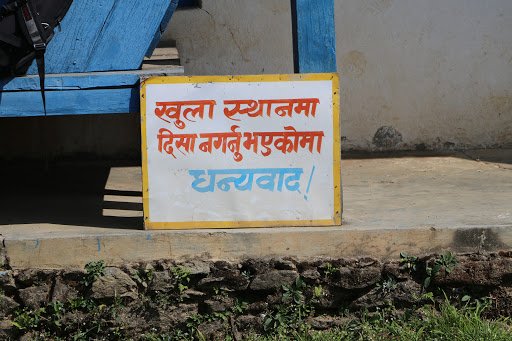 खुला स्थानमा
दिसा नगर्नुभएकोमा
धन्यवाद!